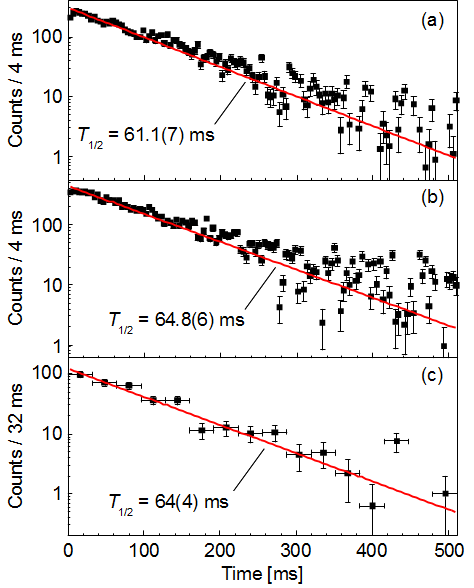 (a)
Counts / 4 ms
100
10
1
T1/2 = 61.1(7) ms
(b)
Counts / 4 ms
100
10
1
T1/2 = 64.8(6) ms
(c)
Counts / 32 ms
100
10
1
T1/2 = 64(4) ms
0 100 200 300 400 500
Time [ms]